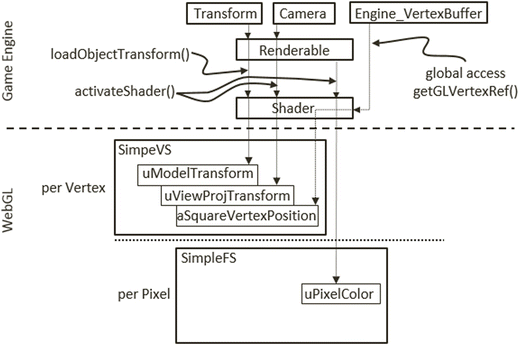 Game Engine
Transform
Camera
Engine_VertexBuffer
loadObjectTransform()
Renderable
activateShader()
global access
getGLVertexRef()
Shader
WebGL
SimpeVS
per Vertex
uModelTransform
uViewProjTransform
aSquareVertexPosition
SimpleFS
per Pixel
uPixelColor